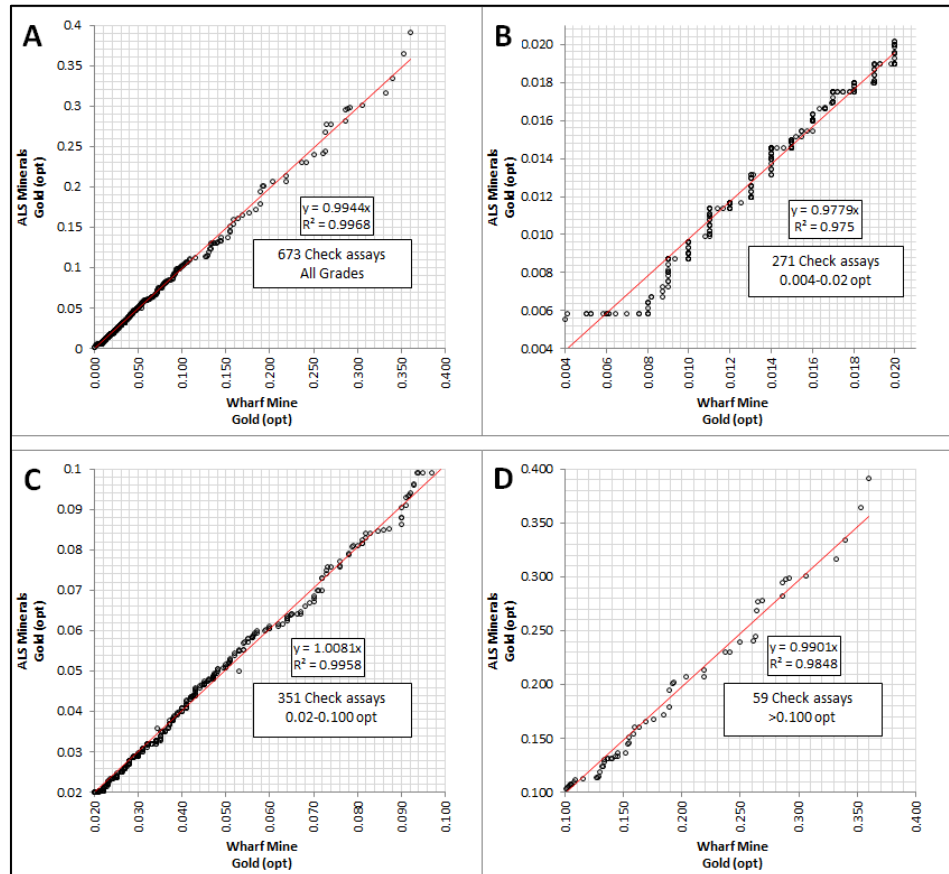 A
0.4
0.35
0.3
0.25
0.2
0.15
0.1
0.05
0
ALS Minerals
Gold (opt)
y = 0.9944x
R² = 0.9968
673 Check assays
All Grades
0.000
0.050
0.100
0.150
0.200
0.250
0.300
0.350
0.400
Wharf Mine
Gold (opt)
B
0.020
0.018
0.016
0.014
0.012
0.010
0.008
0.006
0.004
ALS Minerals
Gold (opt)
y = 0.9779x
R² = 0.975
271 Check assays
0.004-0.02 opt
0.004
0.006
0.008
0.010
0.012
0.014
0.016
0.018
0.020
Wharf Mine
Gold (opt)
C
0.1
0.09
0.08
0.07
0.06
0.05
0.04
0.03
0.02
ALS Minerals
Gold (opt)
y = 1.0081x
R² = 0.9958
351 Check assays
0.02-0.100 opt
0.020
0.030
0.040
0.050
0.060
0.070
0.080
0.090
0.100
Wharf Mine
Gold (opt)
D
0.400
0.350
0.300
0.250
0.200
0.150
0.100
ALS Minerals
Gold (opt)
y = 0.9901x
R² = 0.9848
59 Check assays
>0.100 opt
0.100
0.150
0.200
0.250
0.300
0.350
0.400
Wharf Mine
Gold (opt)